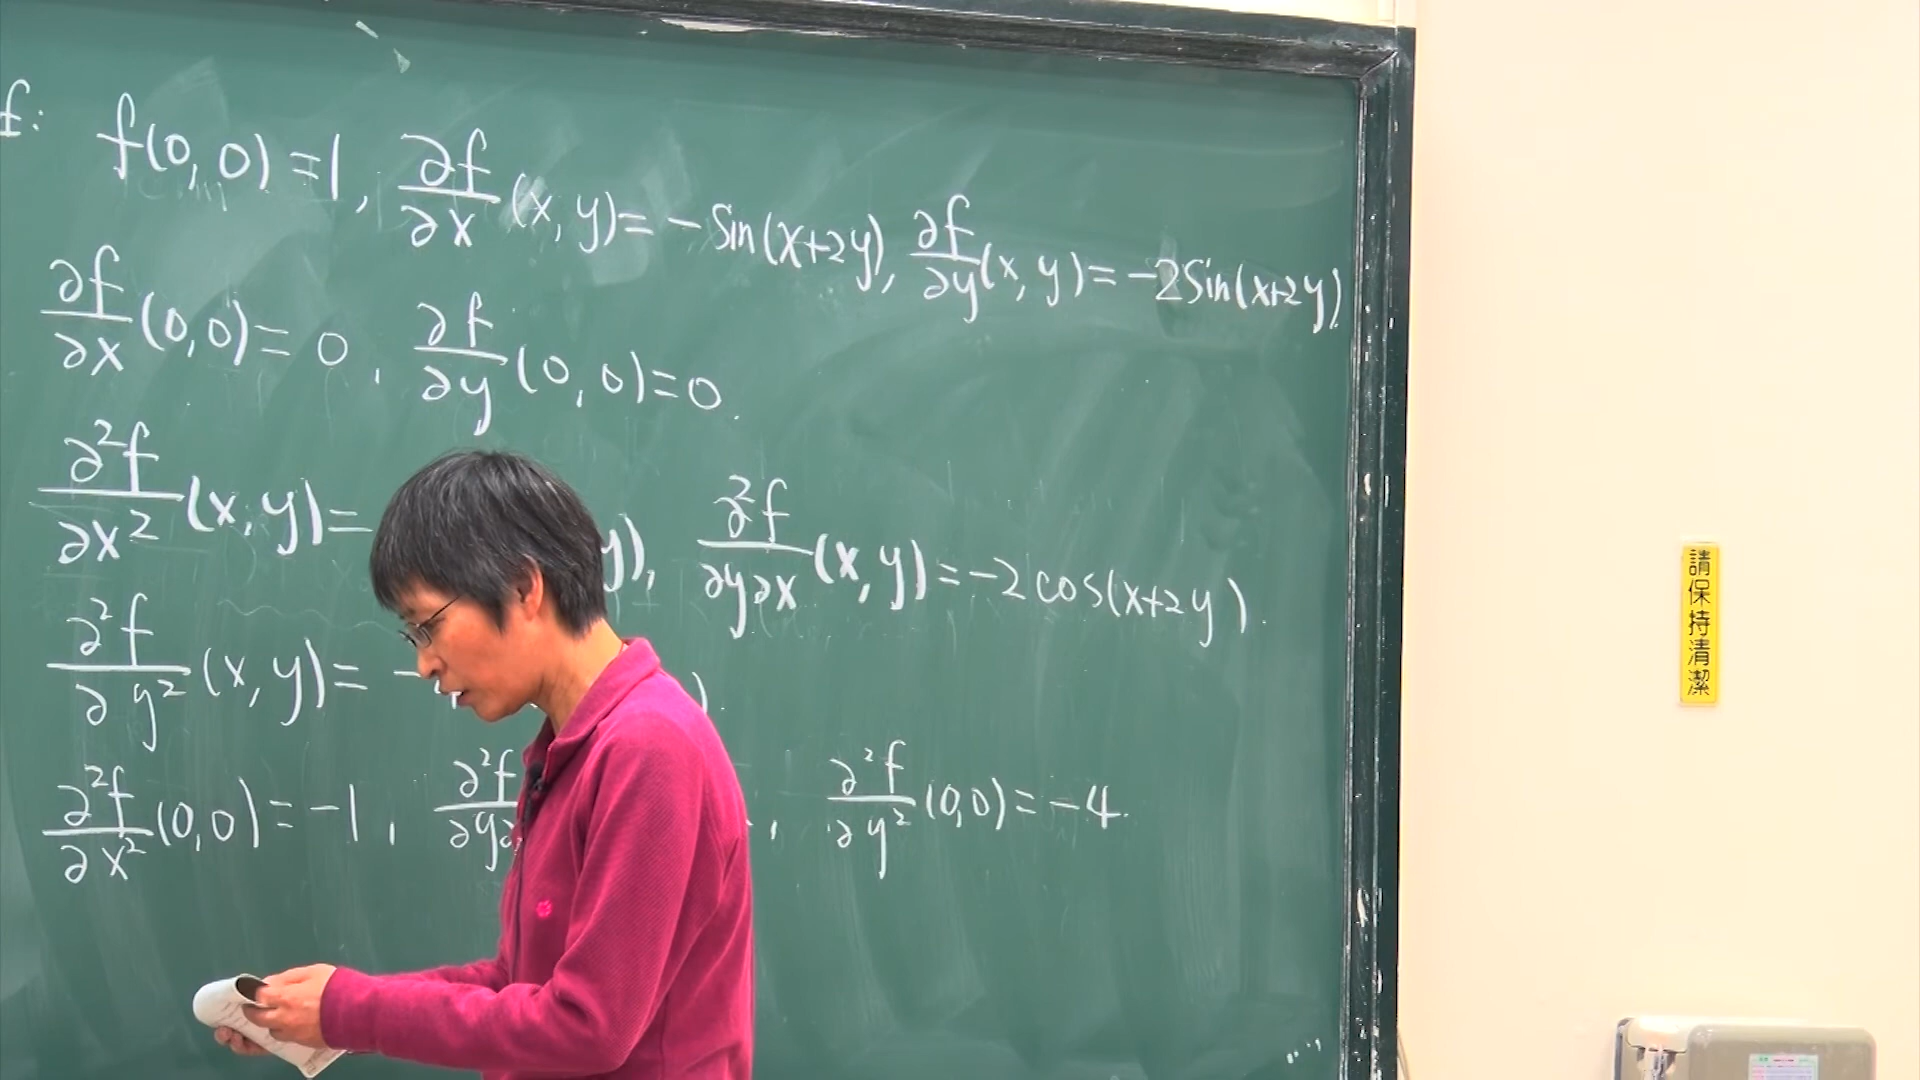 f: f(0,0)=1, ∂f/∂x (x,y)= -Sin(x+2y), ∂f/∂y (x,y)= -2Sin(x+2y)
∂f/∂x (0,0)= 0, ∂f/∂y (0,0)=0.
∂²f/∂x² (x,y)= y), ∂²f/∂y∂x (x,y)=-2cos(x+2y).
∂²f/∂y² (x,y)= - )
∂²f/∂x² (0,0)=-1, ∂²f/∂y∂ , ∂²f/∂y² (0,0)=-4.
請保持清潔